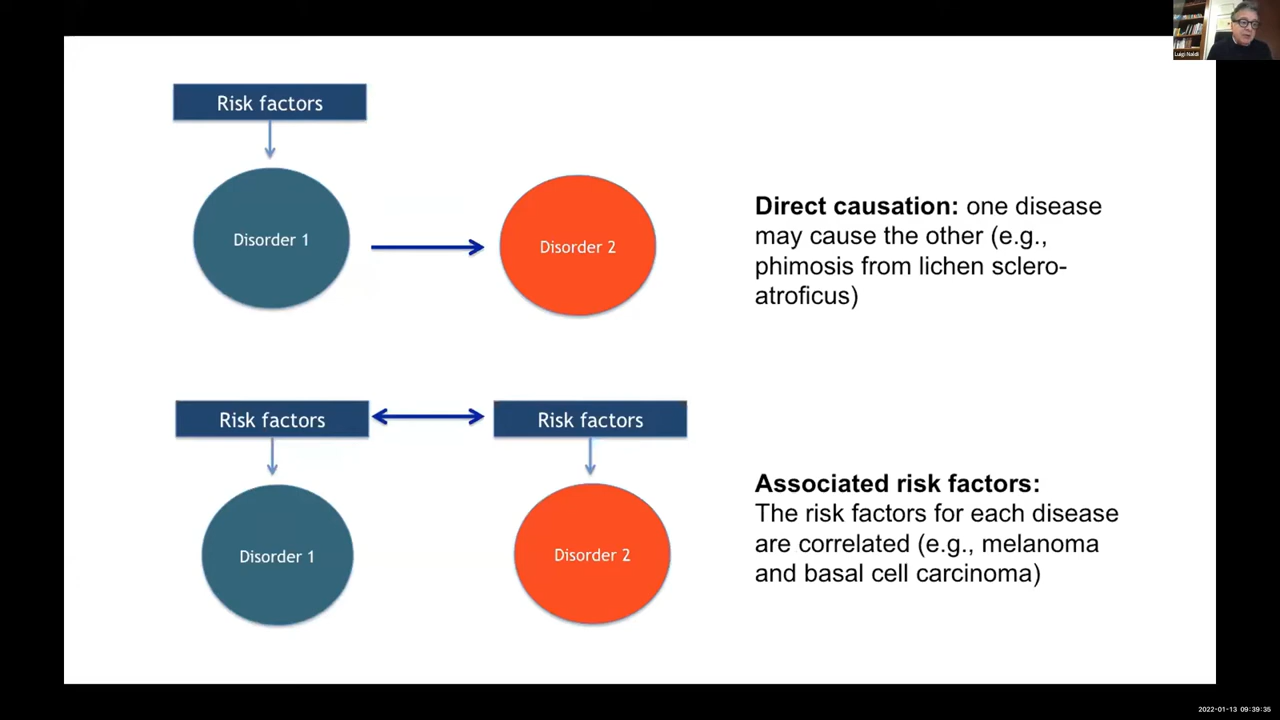 Luigi Naldi
Risk factors
Disorder 1
Disorder 2
Direct causation: one disease
may cause the other (e.g.,
phimosis from lichen sclero-
atroficus)
Risk factors
Risk factors
Disorder 1
Disorder 2
Associated risk factors:
The risk factors for each disease
are correlated (e.g., melanoma
and basal cell carcinoma)
2022-01-13 09:39:35